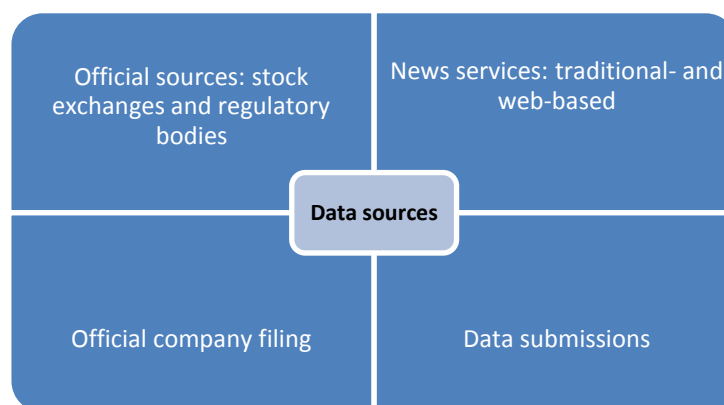 Official sources: stock
exchanges and regulatory
bodies
News services: traditional- and
web-based
Data sources
Official company filing
Data submissions